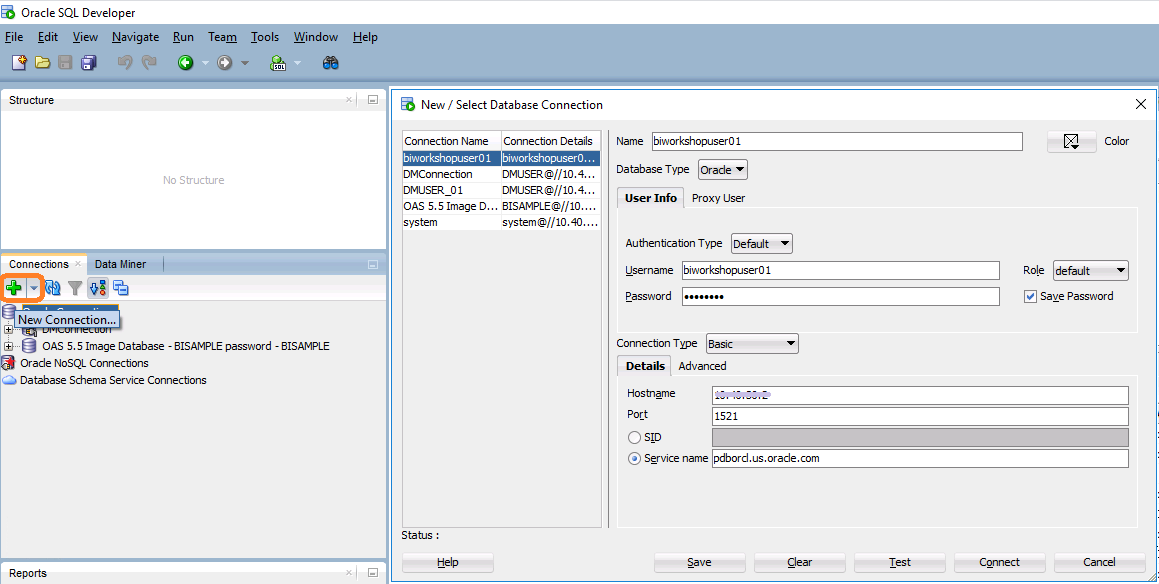 Oracle SQL Developer
File Edit View Navigate Run Team Tools Window Help
SQL
Structure
No Structure
Connections Data Miner
New Connection...
DMConnection
OAS 5.5 Image Database - BISAMPLE password - BISAMPLE
Oracle NoSQL Connections
Database Schema Service Connections
Reports
New / Select Database Connection
Connection Name Connection Details
biworkshopuser01 biworkshopuser0...
DMConnection DMUSER@//10.4...
DMUSER_01 DMUSER@//10.4...
OAS 5.5 Image D... BISAMPLE@//10....
system system@//10.40....
Name biworkshopuser01 Color
Database Type Oracle
User Info Proxy User
Authentication Type Default
Username biworkshopuser01 Role default
Password •••••••• Save Password
Connection Type Basic
Details Advanced
Hostname
Port 1521
SID
Service name pdborcl.us.oracle.com
Status :
Help Save Clear Test Connect Cancel